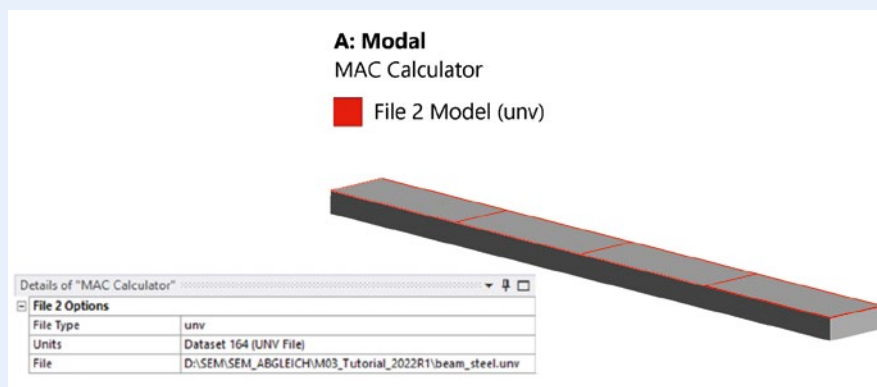 A: Modal
MAC Calculator
File 2 Model (unv)
Details of "MAC Calculator"
File 2 Options
File Type unv
Units Dataset 164 (UNV File)
File D:\SEM\SEM_ABGLEICH\M03_Tutorial_2022R1\beam_steel.unv